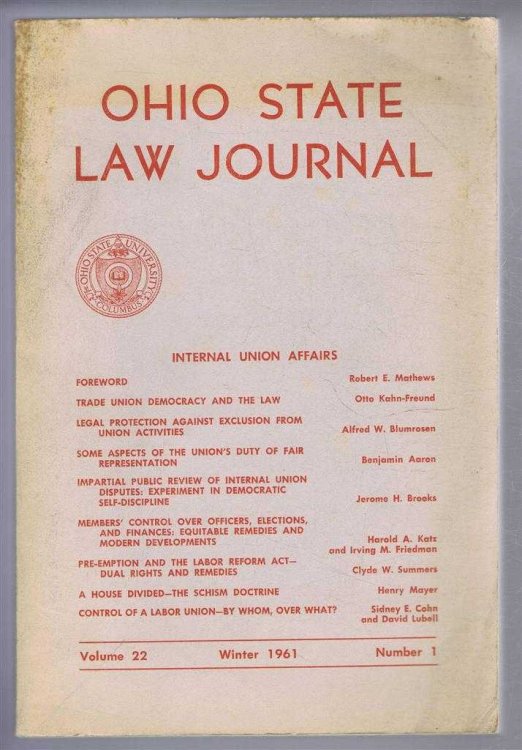 OHIO STATE
LAW JOURNAL
THE OHIO STATE UNIVERSITY
COLUMBUS
INTERNAL UNION AFFAIRS
FOREWORD Robert E. Mathews
TRADE UNION DEMOCRACY AND THE LAW Otto Kahn-Freund
LEGAL PROTECTION AGAINST EXCLUSION FROM
UNION ACTIVITIES Alfred W. Blumrosen
SOME ASPECTS OF THE UNION'S DUTY OF FAIR
REPRESENTATION Benjamin Aaron
IMPARTIAL PUBLIC REVIEW OF INTERNAL UNION
DISPUTES: EXPERIMENT IN DEMOCRATIC
SELF-DISCIPLINE Jerome H. Brooks
MEMBERS' CONTROL OVER OFFICERS, ELECTIONS,
AND FINANCES: EQUITABLE REMEDIES AND
MODERN DEVELOPMENTS Harold A. Katz
and Irving M. Friedman
PRE-EMPTION AND THE LABOR REFORM ACT—
DUAL RIGHTS AND REMEDIES Clyde W. Summers
A HOUSE DIVIDED—THE SCHISM DOCTRINE Henry Mayer
CONTROL OF A LABOR UNION—BY WHOM, OVER WHAT? Sidney E. Cohn
and David Lubell
Volume 22 Winter 1961 Number 1